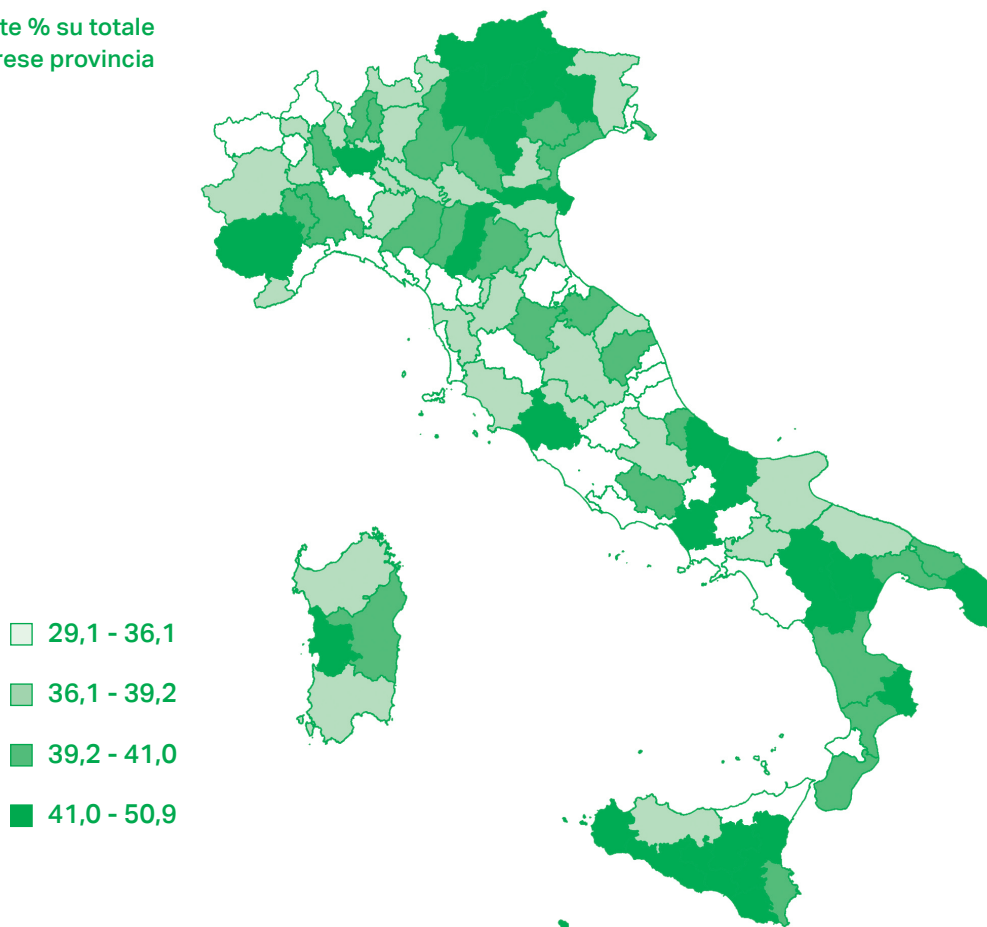 te % su totale
rese provincia
29,1 - 36,1
36,1 - 39,2
39,2 - 41,0
41,0 - 50,9